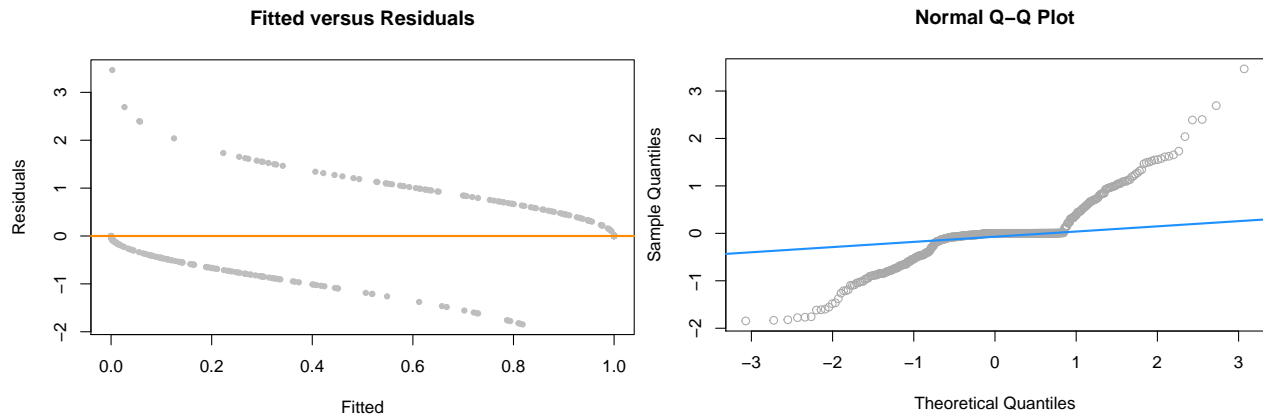 Fitted versus Residuals
Residuals
3
2
1
0
−1
−2
0.0 0.2 0.4 0.6 0.8 1.0
Fitted
Normal Q−Q Plot
Sample Quantiles
3
2
1
0
−1
−2
−3 −2 −1 0 1 2 3
Theoretical Quantiles